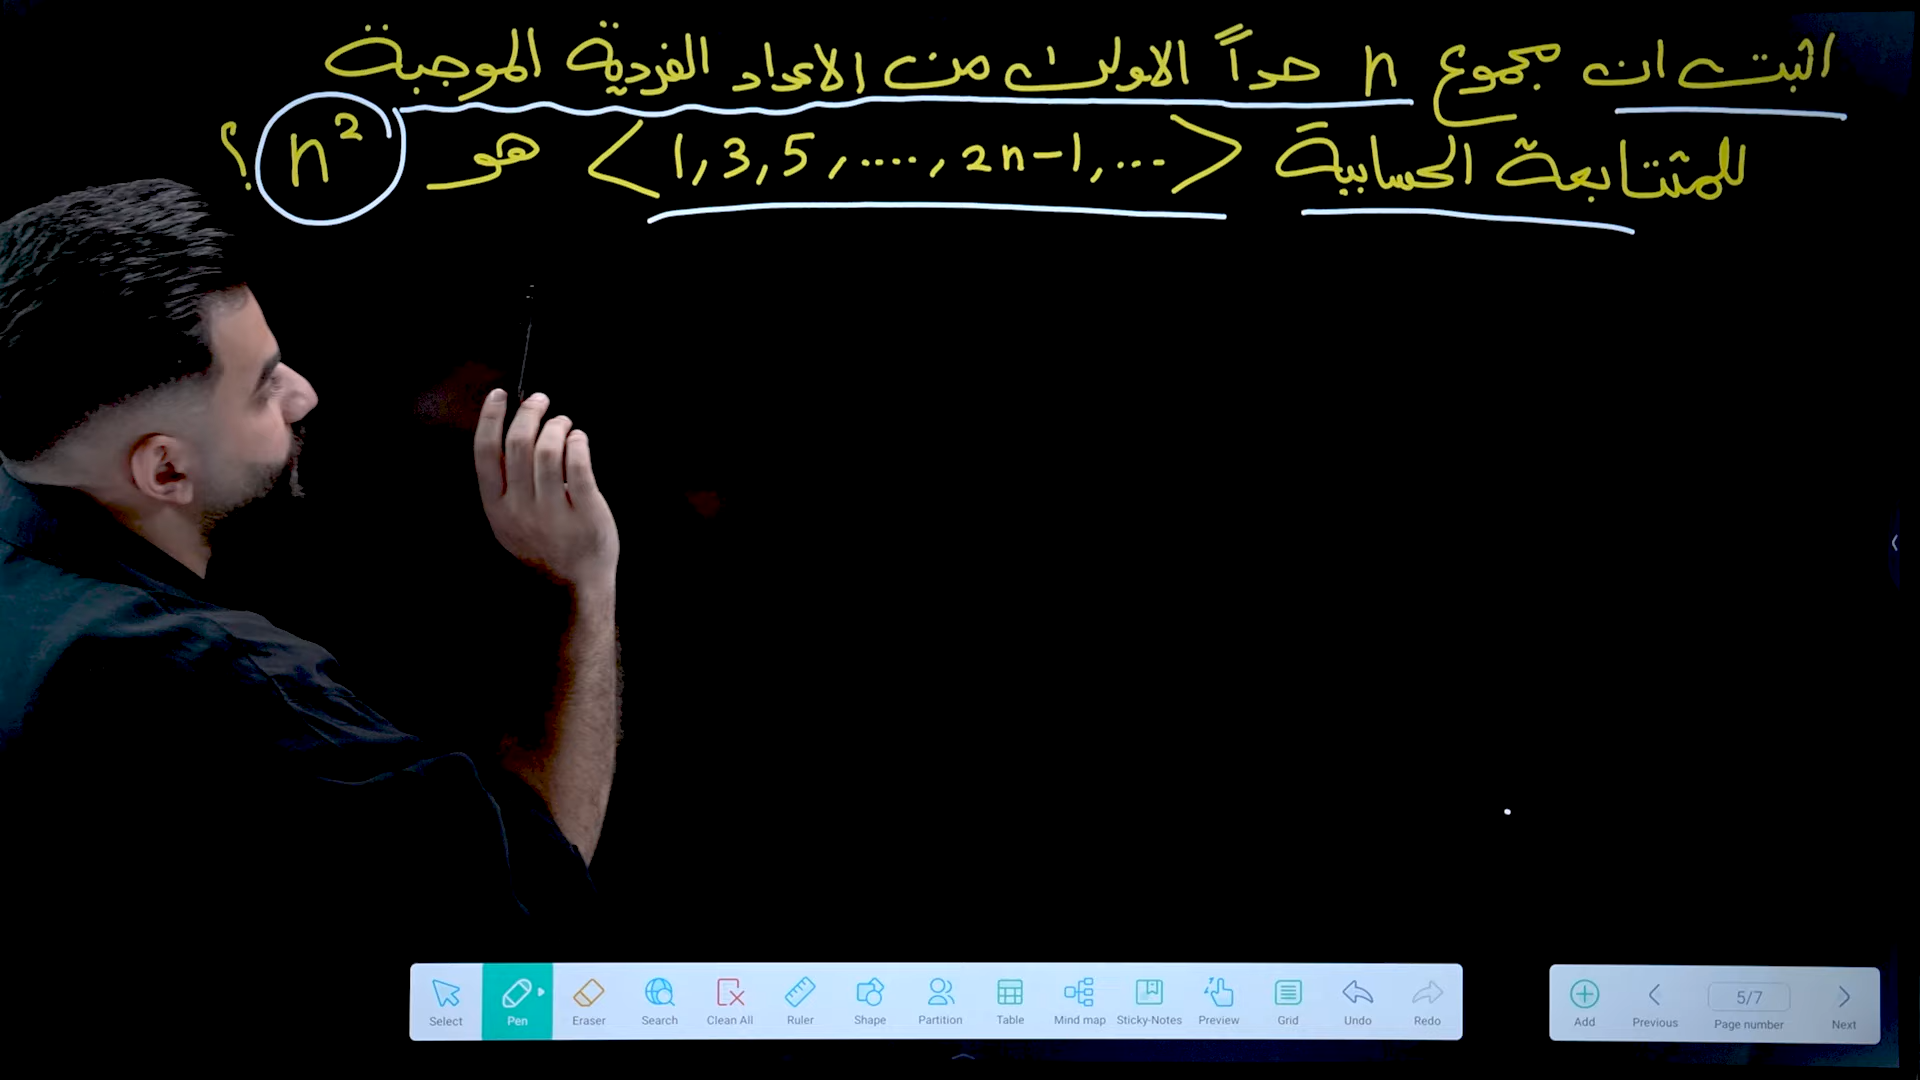 اثبت ان مجموع n حداً الاولى من الاعداد الفردية الموجبة
للمتتابعة الحسابية <1, 3, 5, ...., 2n-1, ...> هو n² ؟
Select Pen Eraser Search Clean All Ruler Shape Partition Table Mind map Sticky-Notes Preview Grid Undo Redo
Add Previous 5/7 Page number Next